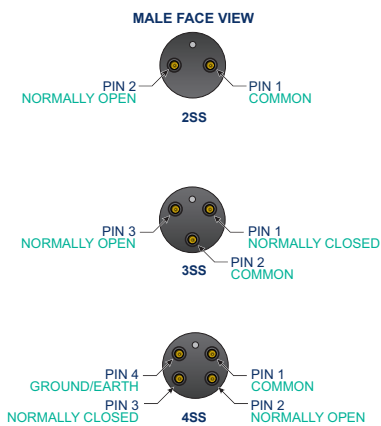 MALE FACE VIEW
PIN 2
NORMALLY OPEN
PIN 1
COMMON
2SS
PIN 3
NORMALLY OPEN
PIN 1
NORMALLY CLOSED
PIN 2
COMMON
3SS
PIN 4
GROUND/EARTH
PIN 1
COMMON
PIN 3
NORMALLY CLOSED
PIN 2
NORMALLY OPEN
4SS